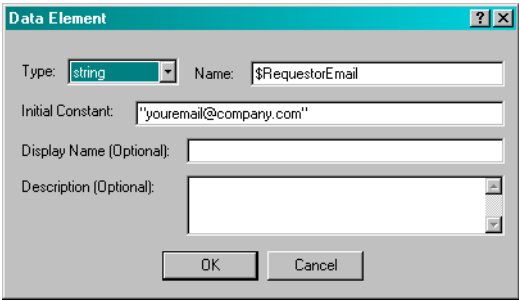 Data Element
Type: string Name: $RequestorEmail
Initial Constant: "youremail@company.com"
Display Name (Optional):
Description (Optional):
OK Cancel